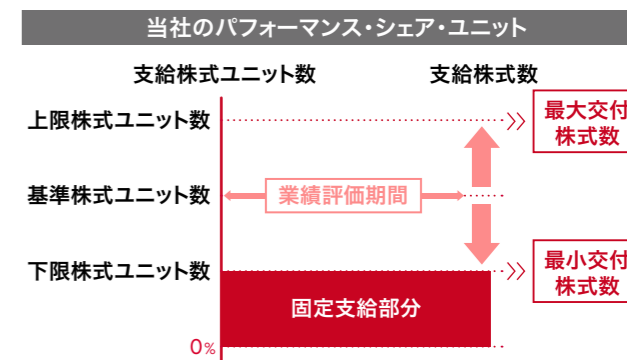 当社のパフォーマンス・シェア・ユニット
支給株式ユニット数
支給株式数
上限株式ユニット数
最大交付
株式数
基準株式ユニット数
業績評価期間
下限株式ユニット数
最小交付
株式数
固定支給部分
0%